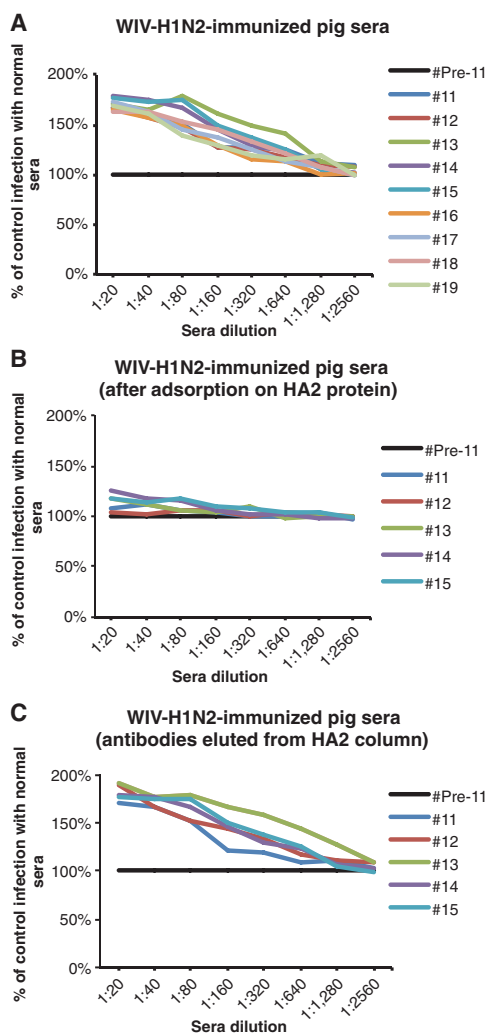 A
WIV-H1N2-immunized pig sera
% of control infection with normal
sera
200%
150%
100%
50%
0%
1:20
1:40
1:80
1:160
1:320
1:640
1:1,280
1:2560
Sera dilution
#Pre-11
#11
#12
#13
#14
#15
#16
#17
#18
#19
B
WIV-H1N2-immunized pig sera
(after adsorption on HA2 protein)
% of control infection with normal
sera
200%
150%
100%
50%
0%
1:20
1:40
1:80
1:160
1:320
1:640
1:1,280
1:2560
Sera dilution
#Pre-11
#11
#12
#13
#14
#15
C
WIV-H1N2-immunized pig sera
(antibodies eluted from HA2 column)
% of control infection with normal
sera
200%
150%
100%
50%
0%
1:20
1:40
1:80
1:160
1:320
1:640
1:1,280
1:2560
Sera dilution
#Pre-11
#11
#12
#13
#14
#15